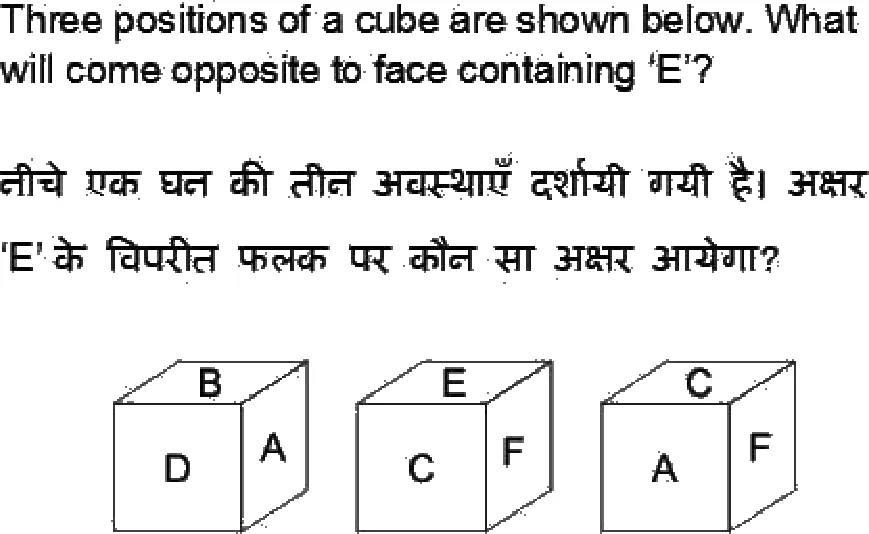 Three positions of a cube are shown below. What
will come opposite to face containing ‘E’?
नीचे एक घन की तीन अवस्थाएँ दर्शायी गयी है। अक्षर
‘E’ के विपरीत फलक पर कौन सा अक्षर आयेगा?
B E C
D A C F A F